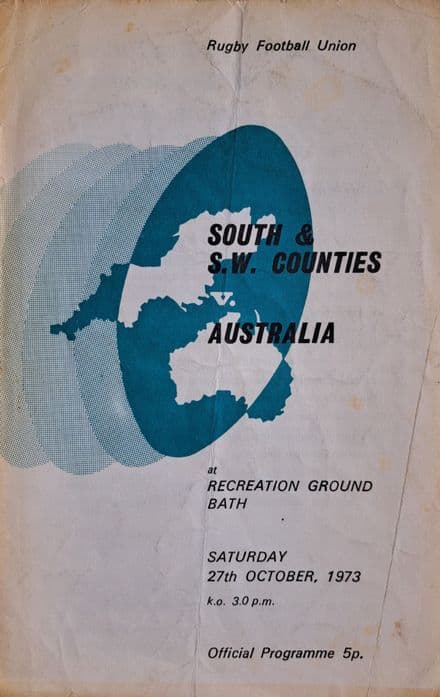 Rugby Football Union
SOUTH &
S.W. COUNTIES
v.
AUSTRALIA
at
RECREATION GROUND
BATH
SATURDAY
27th OCTOBER, 1973
k.o. 3.0 p.m.
Official Programme 5p.